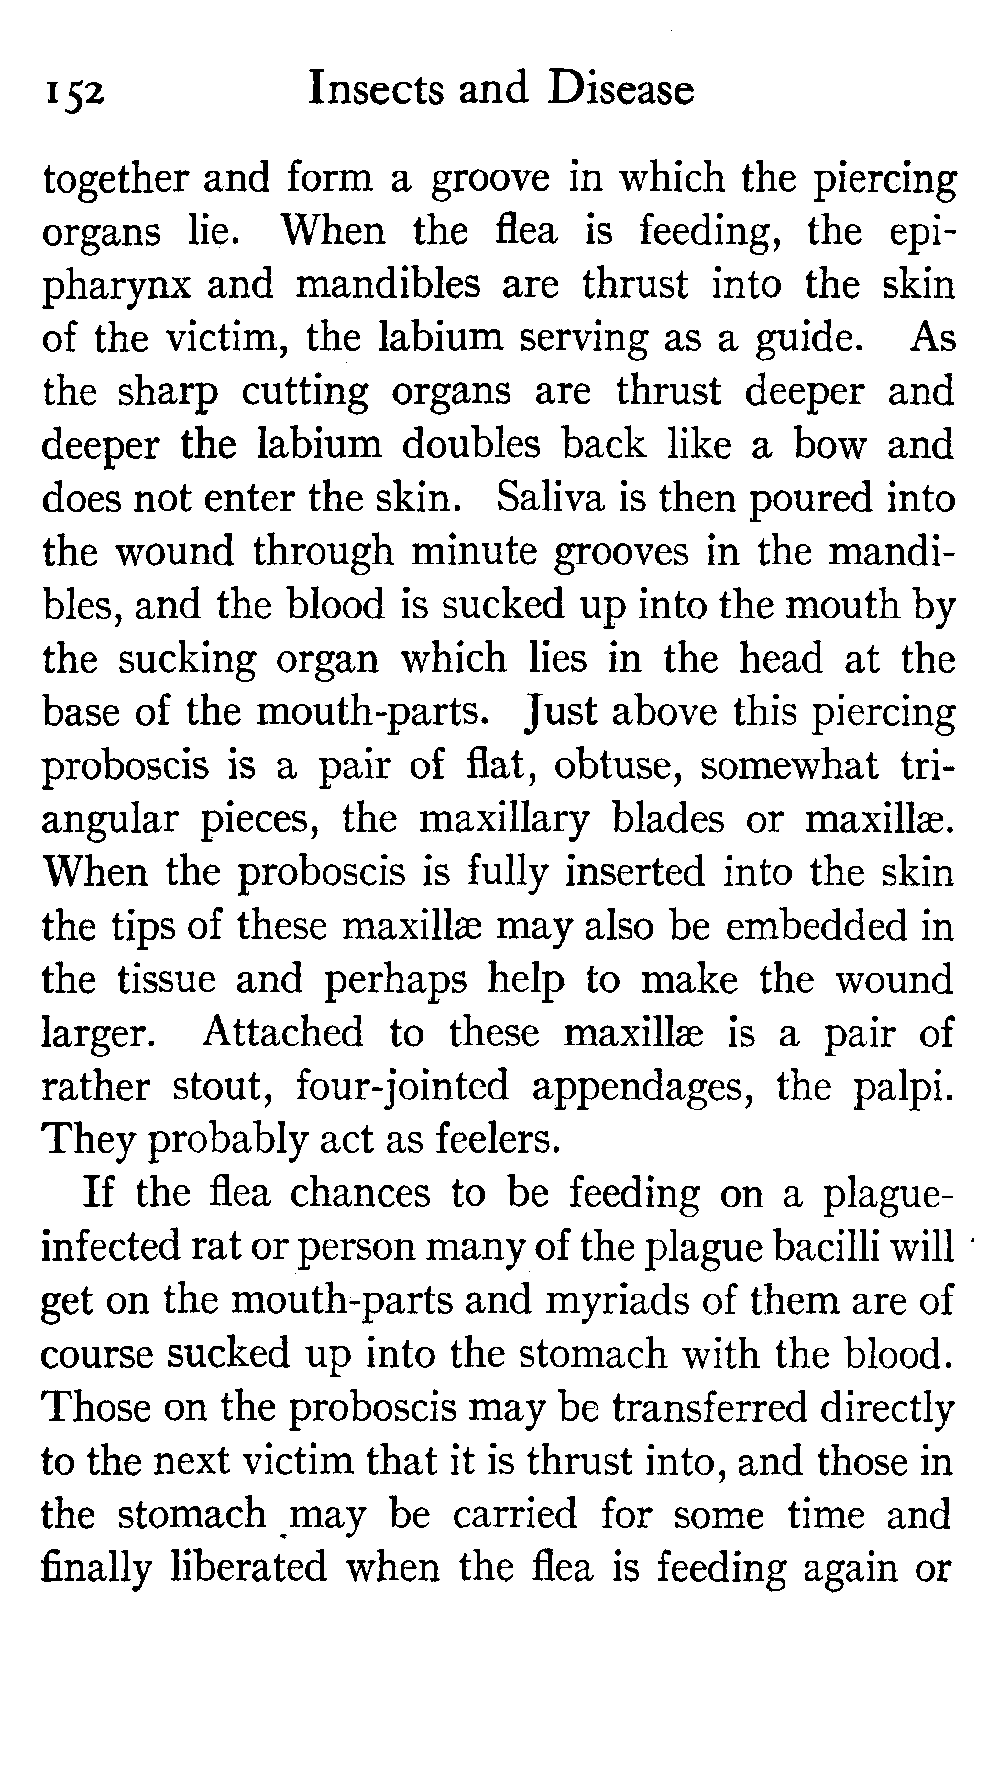 152 Insects and Disease
together and form a groove in which the piercing
organs lie. When the flea is feeding, the epi-
pharynx and mandibles are thrust into the skin
of the victim, the labium serving as a guide. As
the sharp cutting organs are thrust deeper and
deeper the labium doubles back like a bow and
does not enter the skin. Saliva is then poured into
the wound through minute grooves in the mandi-
bles, and the blood is sucked up into the mouth by
the sucking organ which lies in the head at the
base of the mouth-parts. Just above this piercing
proboscis is a pair of flat, obtuse, somewhat tri-
angular pieces, the maxillary blades or maxillæ.
When the proboscis is fully inserted into the skin
the tips of these maxillæ may also be embedded in
the tissue and perhaps help to make the wound
larger. Attached to these maxillæ is a pair of
rather stout, four-jointed appendages, the palpi.
They probably act as feelers.
If the flea chances to be feeding on a plague-
infected rat or person many of the plague bacilli will
get on the mouth-parts and myriads of them are of
course sucked up into the stomach with the blood.
Those on the proboscis may be transferred directly
to the next victim that it is thrust into, and those in
the stomach may be carried for some time and
finally liberated when the flea is feeding again or